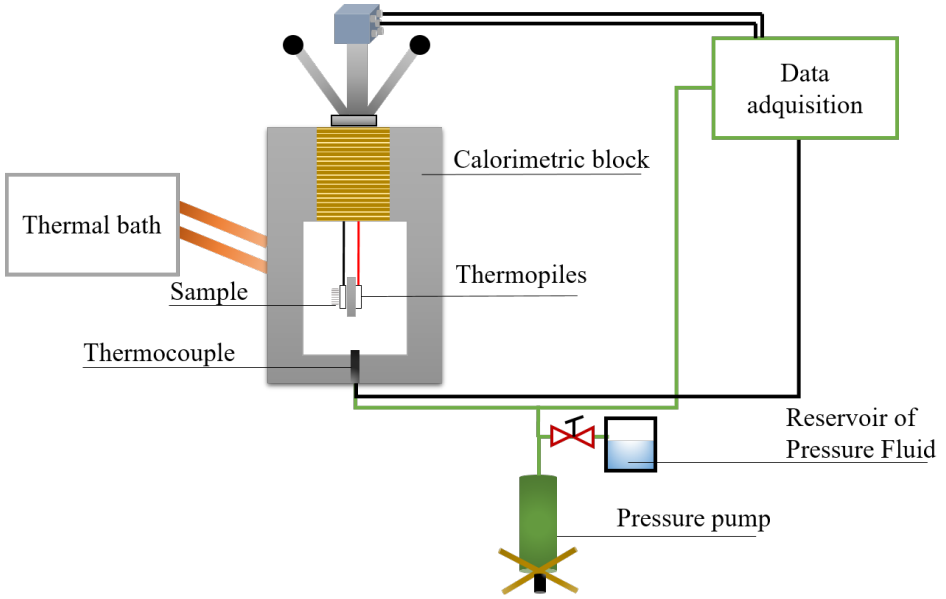 Data
adquisition
Calorimetric block
Thermal bath
Thermopiles
Sample
Thermocouple
Reservoir of
Pressure Fluid
Pressure pump